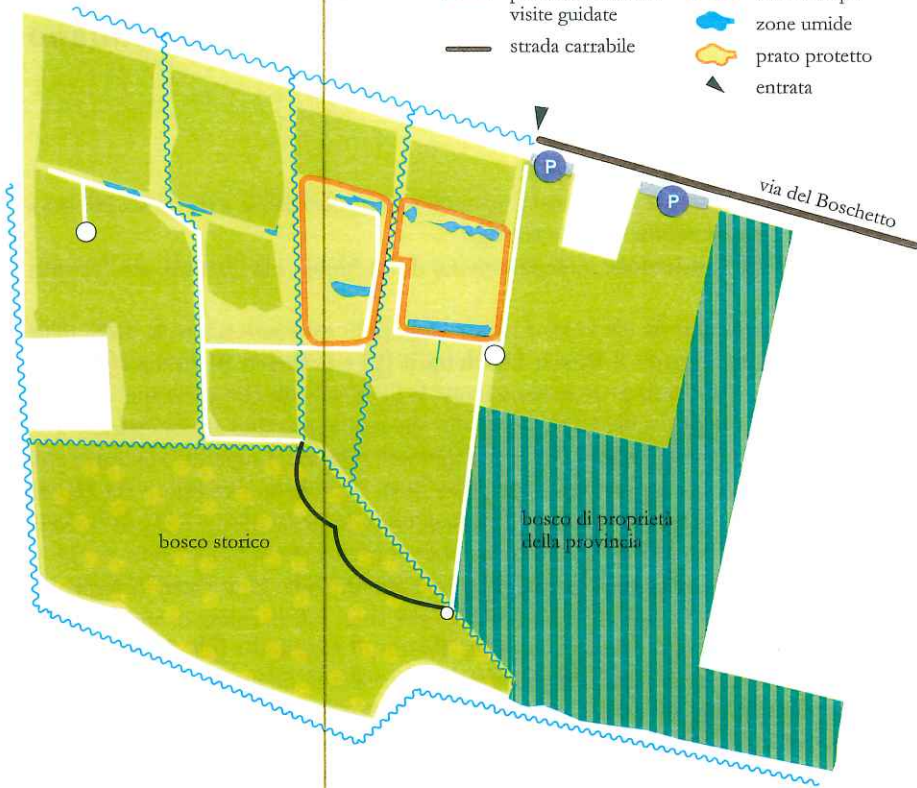 visite guidate
strada carrabile
zone umide
prato protetto
entrata
P
P
via del Boschetto
bosco storico
bosco di proprietà
della provincia